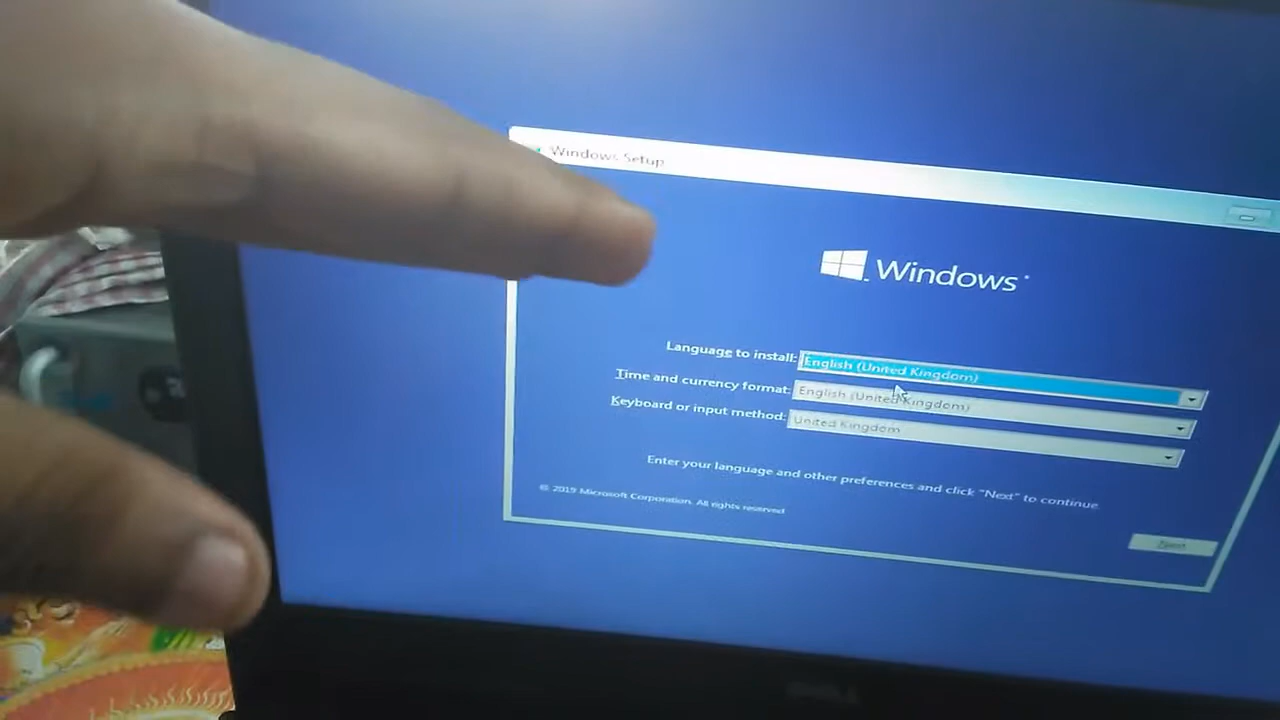 Windows Setup
Windows
Language to install: English (United Kingdom)
Time and currency format: English (United Kingdom)
Keyboard or input method: United Kingdom
Enter your language and other preferences and click "Next" to continue.
© 2019 Microsoft Corporation. All rights reserved.
Next
DELL